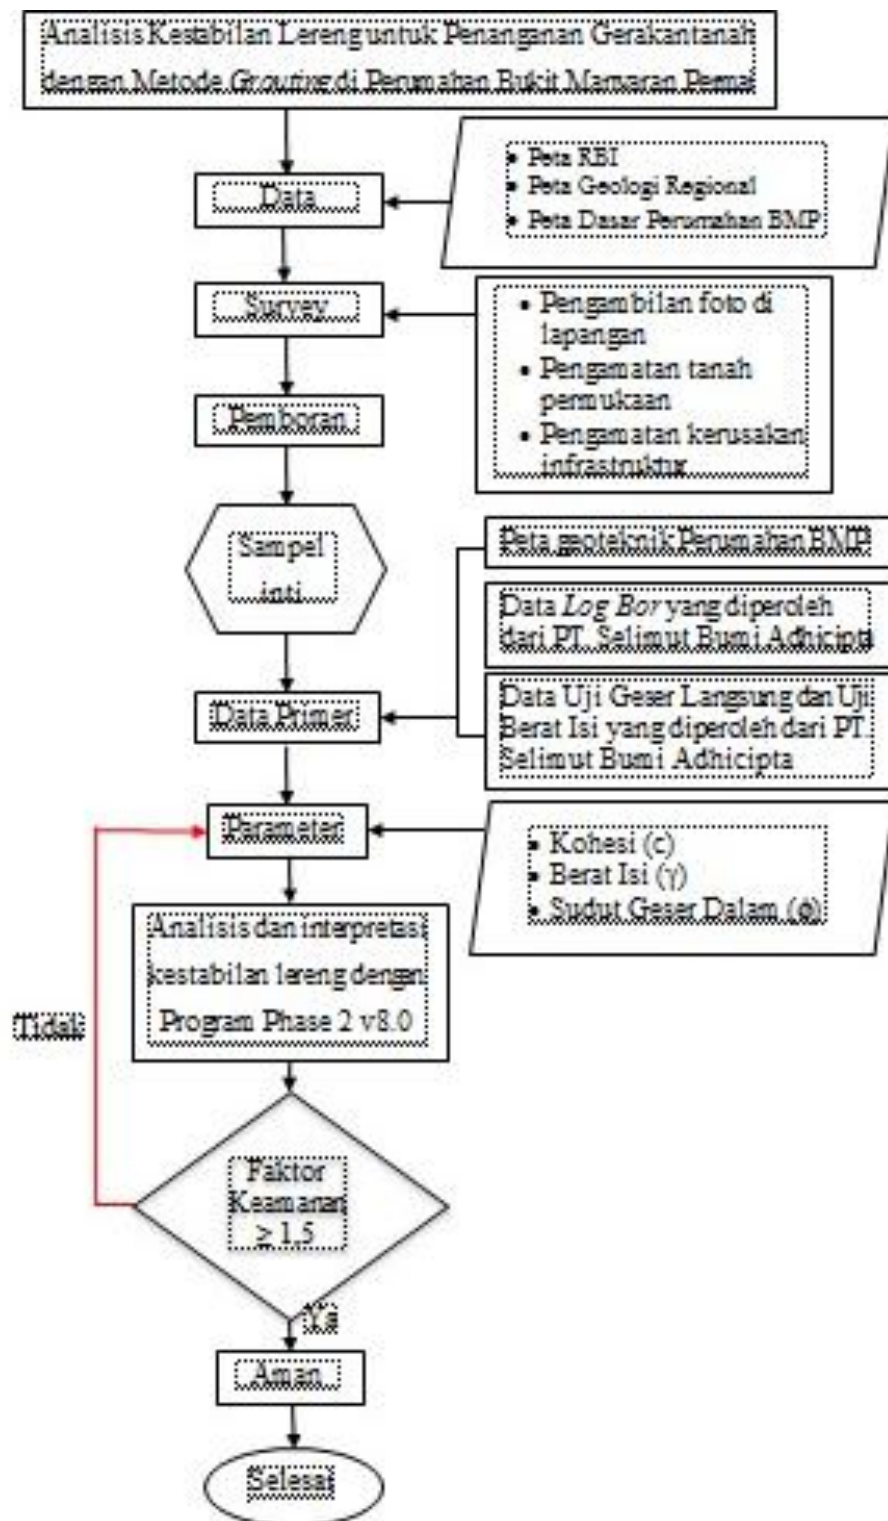 Analisis Kestabilan Lereng untuk Penanganan Gerakantanah
dengan Metode Grouting di Perumahan Bukit Manyaran Permai
Data
• Peta RBI
• Peta Geologi Regional
• Peta Dasar Perumahan BMP
Survey
• Pengambilan foto di
lapangan
• Pengamatan tanah
permukaan
• Pengamatan kerusakan
infrastruktur
Pemboran
Sampel
inti
Peta geoteknik Perumahan BMP
Data Log Bor yang diperoleh
dari PT. Selimut Bumi Adhicipta
Data Primer
Data Uji Geser Langsung dan Uji
Berat Isi yang diperoleh dari PT.
Selimut Bumi Adhicipta
Parameter
• Kohesi (c)
• Berat Isi (γ)
• Sudut Geser Dalam (ϕ)
Analisis dan interpretasi
kestabilan lereng dengan
Program Phase 2 v8.0
Tidak
Faktor
Keamanan
≥ 1,5
Ya
Aman
Selesai